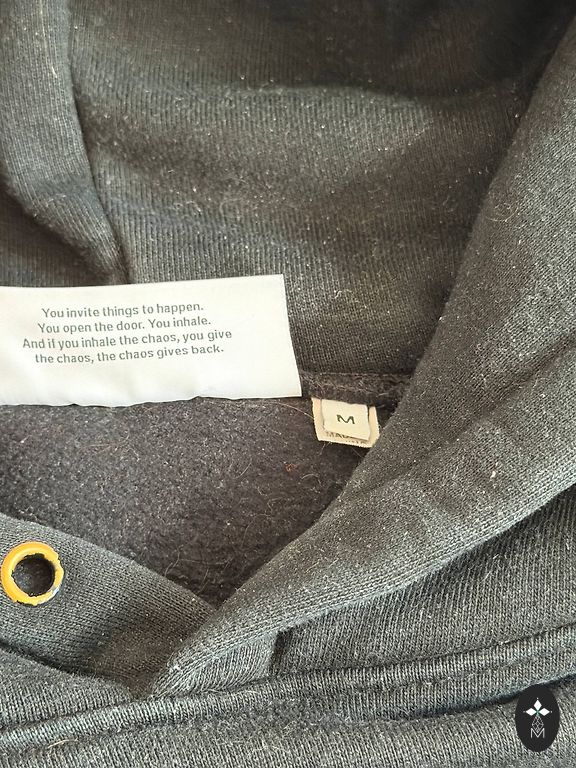 You invite things to happen.
You open the door. You inhale.
And if you inhale the chaos, you give
the chaos, the chaos gives back.
M
M